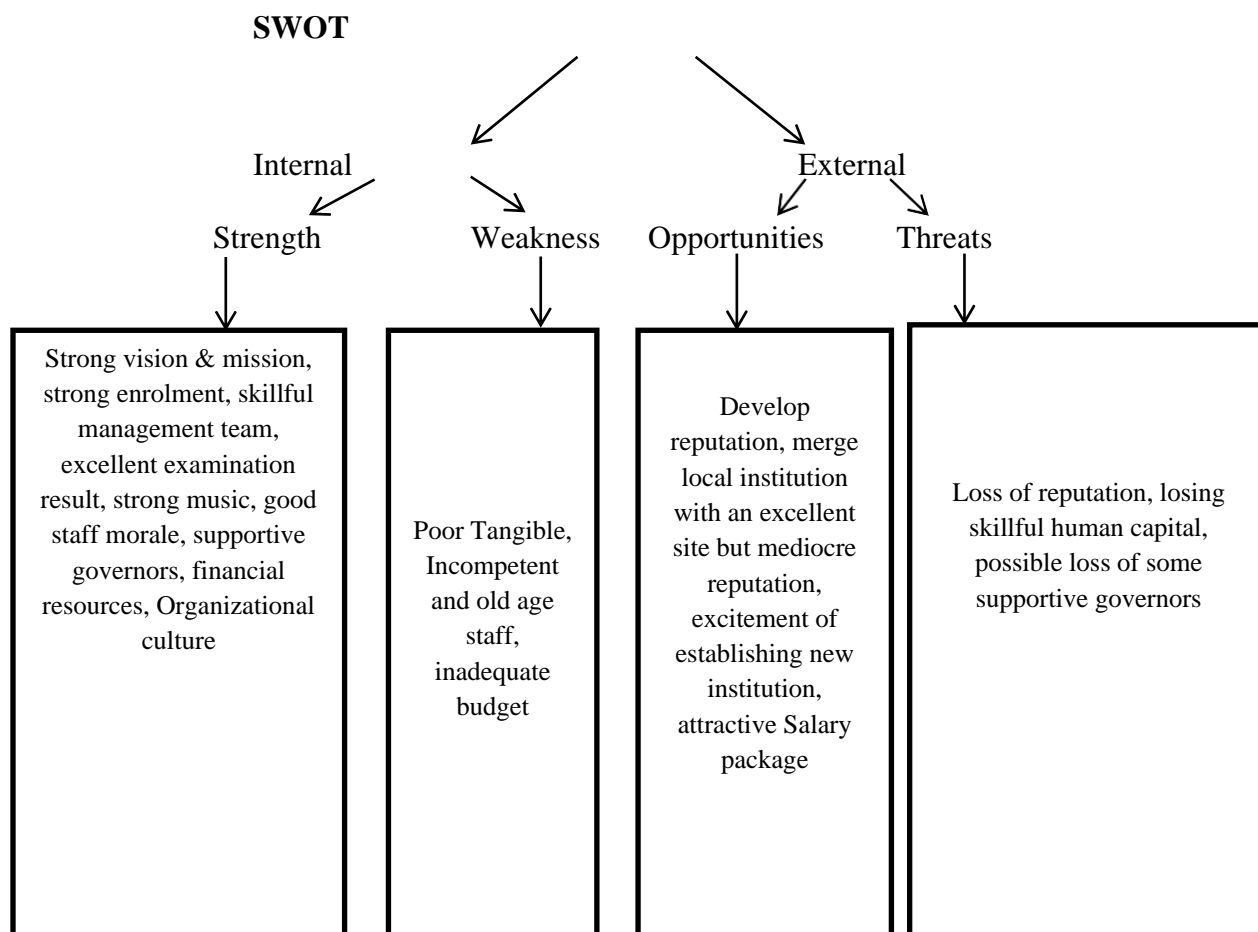 SWOT
Internal
External
Strength
Weakness
Opportunities
Threats
Strong vision & mission,
strong enrolment, skillful
management team,
excellent examination
result, strong music, good
staff morale, supportive
governors, financial
resources, Organizational
culture
Poor Tangible,
Incompetent
and old age
staff,
inadequate
budget
Develop
reputation, merge
local institution
with an excellent
site but mediocre
reputation,
excitement of
establishing new
institution,
attractive Salary
package
Loss of reputation, losing
skillful human capital,
possible loss of some
supportive governors